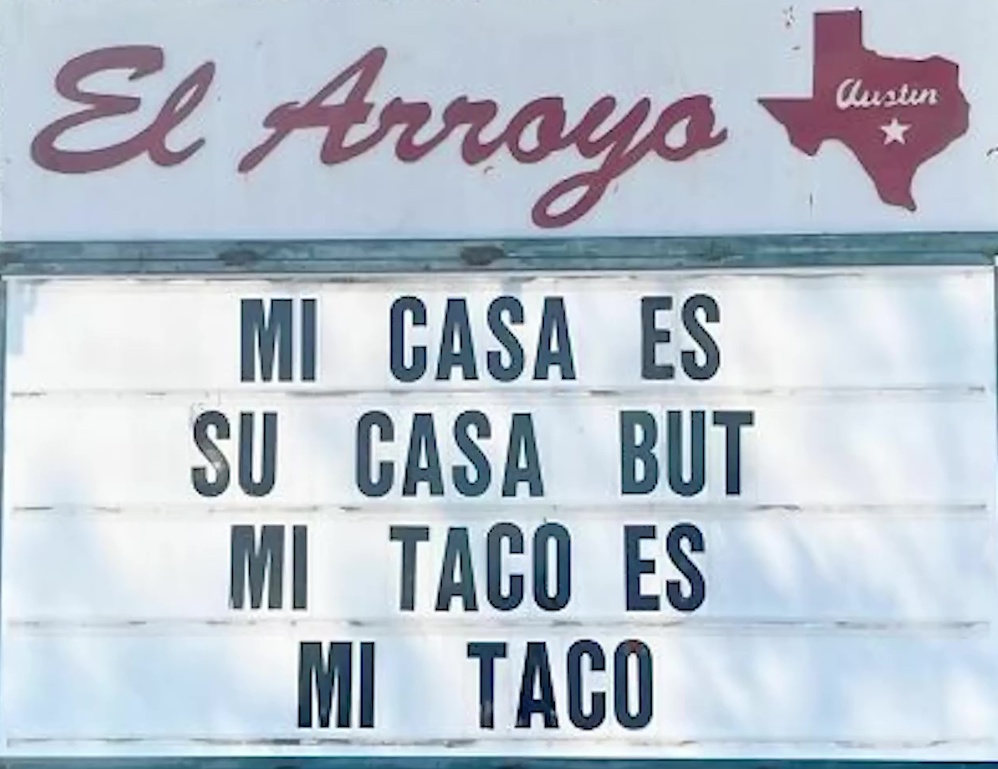 El Arroyo
Austin
MI CASA ES
SU CASA BUT
MI TACO ES
MI TACO